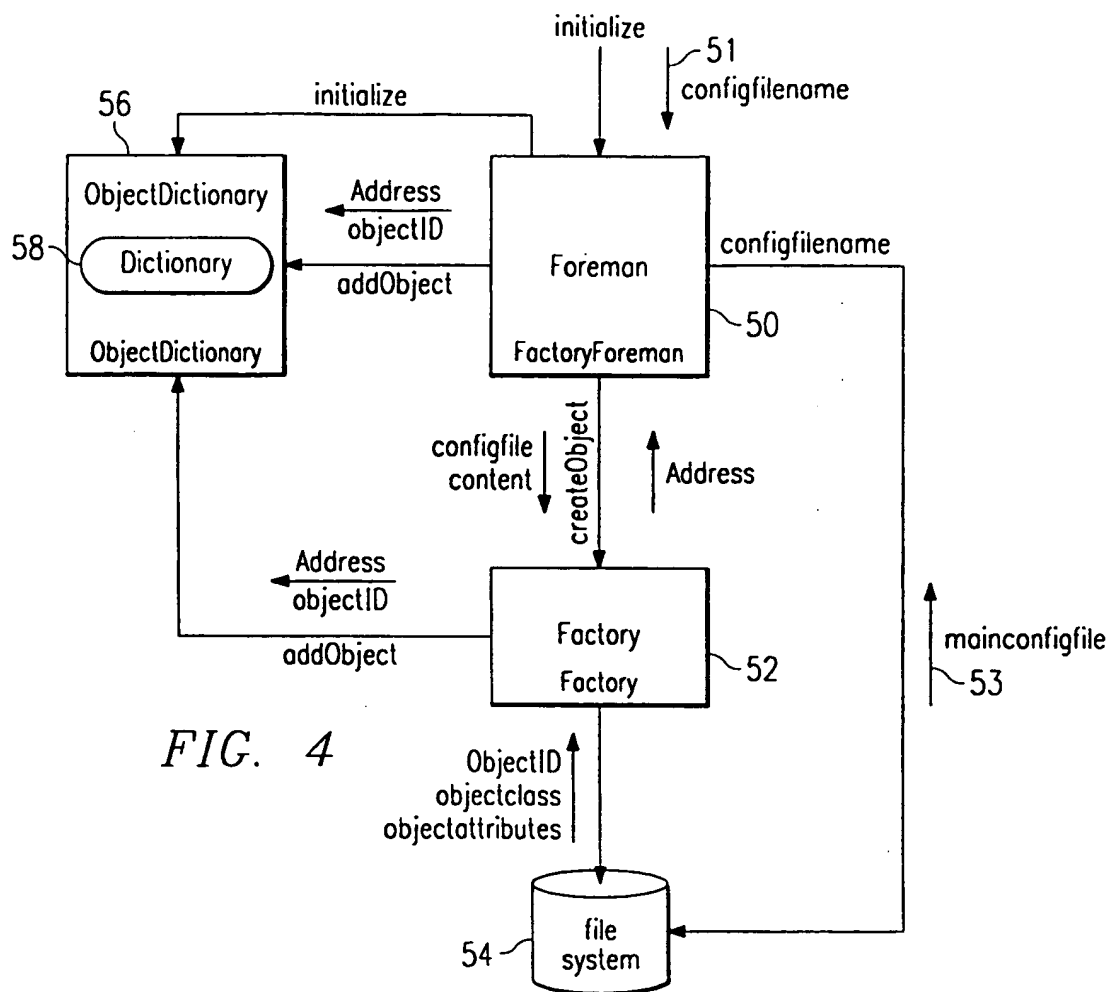 initialize
51
configfilename
initialize
56
ObjectDictionary
Address
objectID
58
Dictionary
addObject
Foreman
configfilename
50
ObjectDictionary
FactoryForeman
configfile
content
createObject
Address
Address
objectID
addObject
Factory
Factory
52
mainconfigfile
53
FIG. 4
ObjectID
objectclass
objectattributes
file
system
54